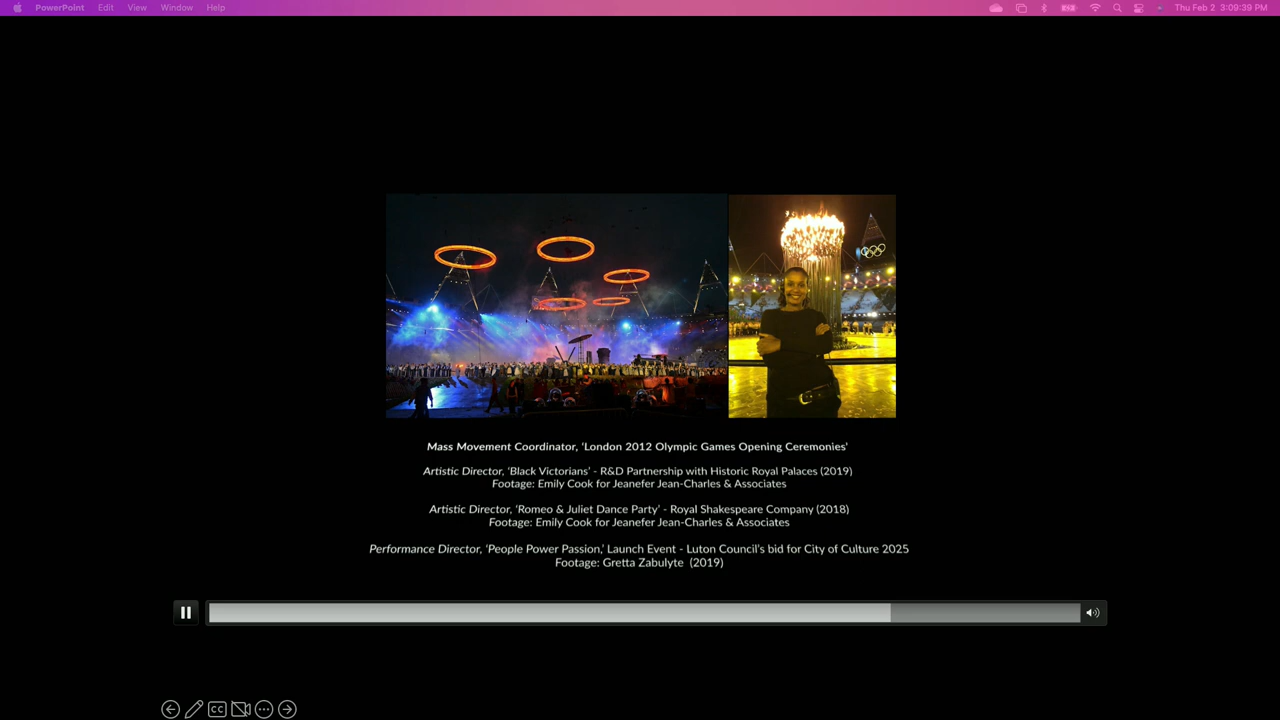 PowerPoint Edit View Window Help Thu Feb 2 3:09:39 PM
Mass Movement Coordinator, 'London 2012 Olympic Games Opening Ceremonies'
Artistic Director, 'Black Victorians' - R&D Partnership with Historic Royal Palaces (2019)
Footage: Emily Cook for Jeanefer Jean-Charles & Associates
Artistic Director, 'Romeo & Juliet Dance Party' - Royal Shakespeare Company (2018)
Footage: Emily Cook for Jeanefer Jean-Charles & Associates
Performance Director, 'People Power Passion,' Launch Event - Luton Council's bid for City of Culture 2025
Footage: Gretta Zabulyte (2019)
CC